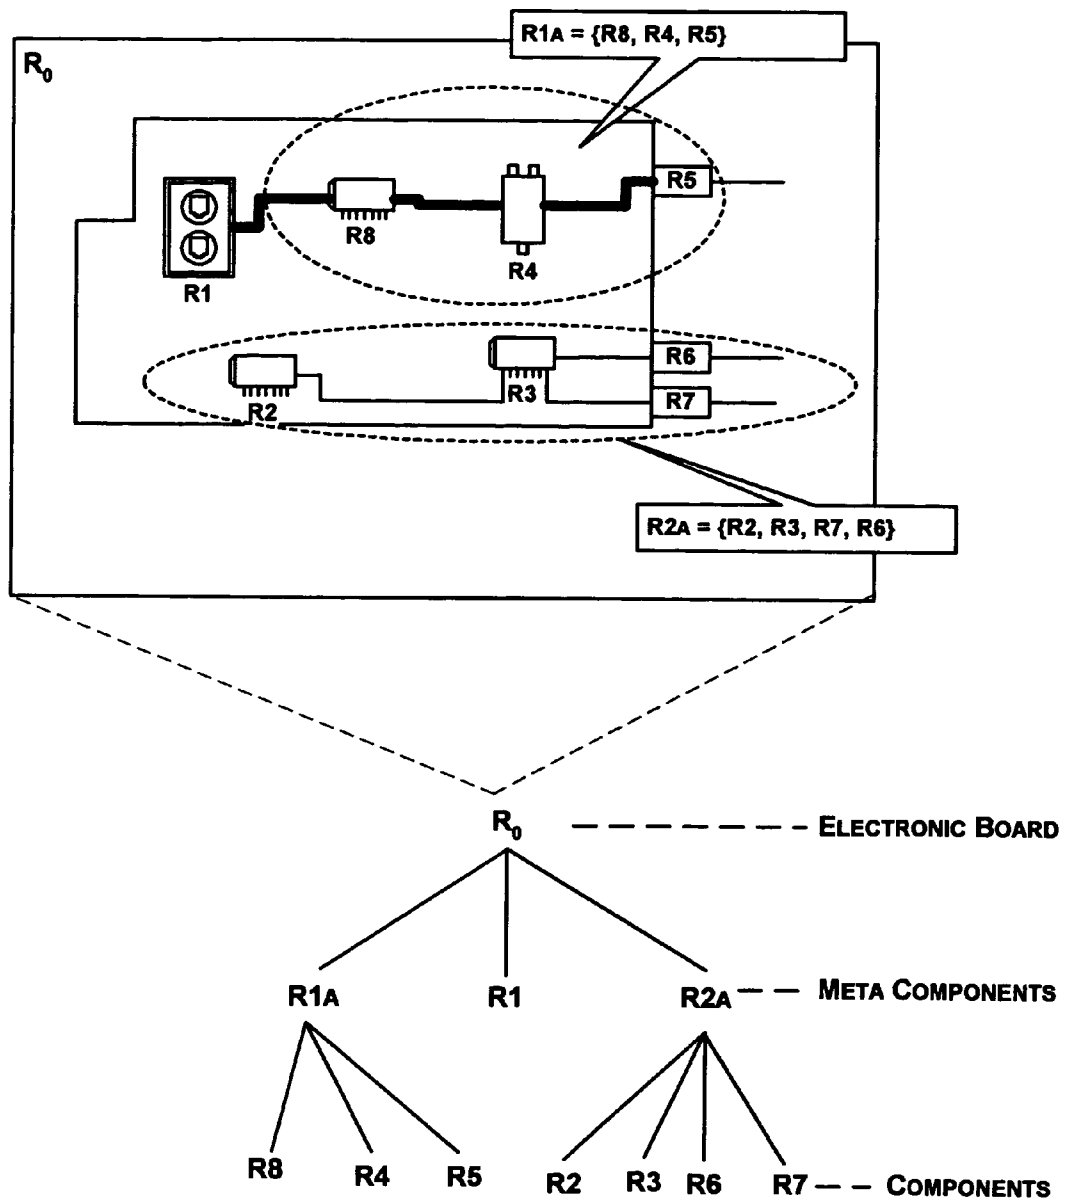 R1A = {R8, R4, R5}
R0
R5
R8
R4
R1
R6
R3
R7
R2
R2A = {R2, R3, R7, R6}
R0 ELECTRONIC BOARD
R1A R1 R2A META COMPONENTS
R8 R4 R5 R2 R3 R6 R7 COMPONENTS